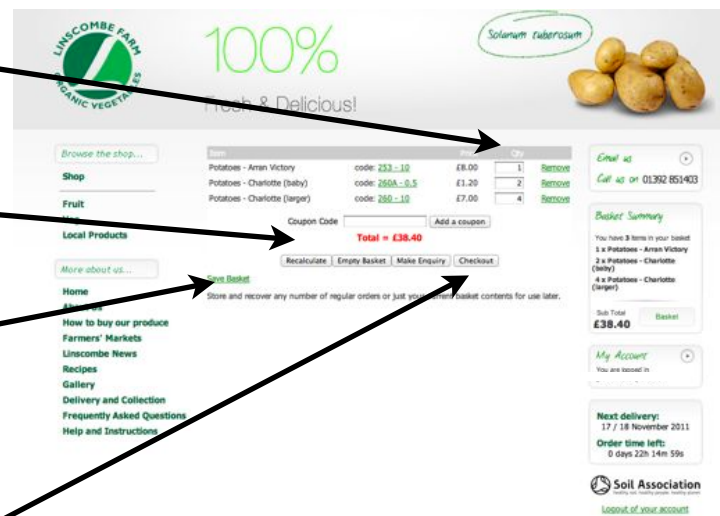 LINSCOMBE FARM
ORGANIC VEGETABLES
100%
Fresh & Delicious!
Solanum tuberosum
Browse the shop...
Shop
Fruit
Local Products
More about us...
Home
About Us
How to buy our produce
Farmers' Markets
Linscombe News
Recipes
Gallery
Delivery and Collection
Frequently Asked Questions
Help and Instructions
Item Price Qty
Potatoes - Arran Victory code: 253 - 10 £8.00 1 Remove
Potatoes - Charlotte (baby) code: 260A - 0.5 £1.20 2 Remove
Potatoes - Charlotte (larger) code: 260 - 10 £7.00 4 Remove
Coupon Code Add a coupon
Total = £38.40
Recalculate Empty Basket Make Enquiry Checkout
Save Basket
Store and recover any number of regular orders or just your current basket contents for use later.
Email us
Call us on 01392 851403
Basket Summary
You have 3 items in your basket
1 x Potatoes - Arran Victory
2 x Potatoes - Charlotte
(baby)
4 x Potatoes - Charlotte
(larger)
Sub Total
£38.40 Basket
My Account
You are logged in
Next delivery:
17 / 18 November 2011
Order time left:
0 days 22h 14m 59s
Soil Association
Logout of your account